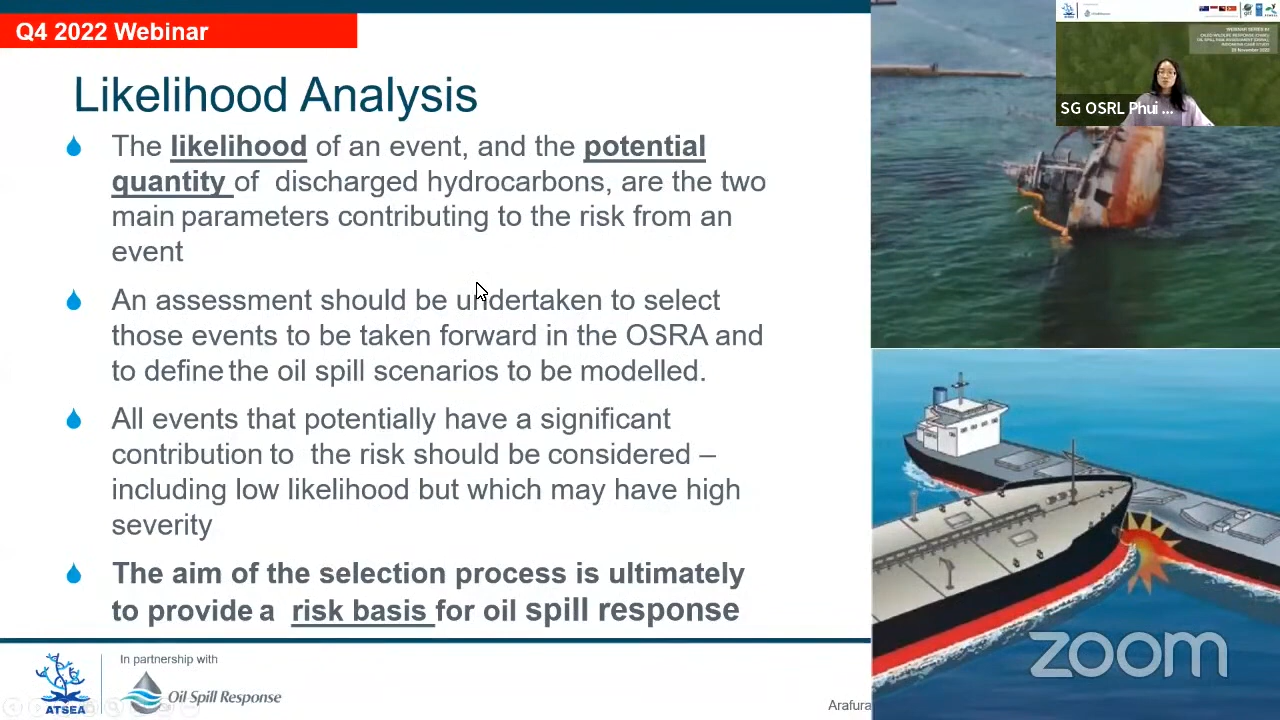 Q4 2022 Webinar
Likelihood Analysis
The likelihood of an event, and the potential
quantity of discharged hydrocarbons, are the two
main parameters contributing to the risk from an
event
An assessment should be undertaken to select
those events to be taken forward in the OSRA and
to define the oil spill scenarios to be modelled.
All events that potentially have a significant
contribution to the risk should be considered –
including low likelihood but which may have high
severity
The aim of the selection process is ultimately
to provide a risk basis for oil spill response
In partnership with
ATSEA
Oil Spill Response
Arafura
SG OSRL Phui ...
zoom